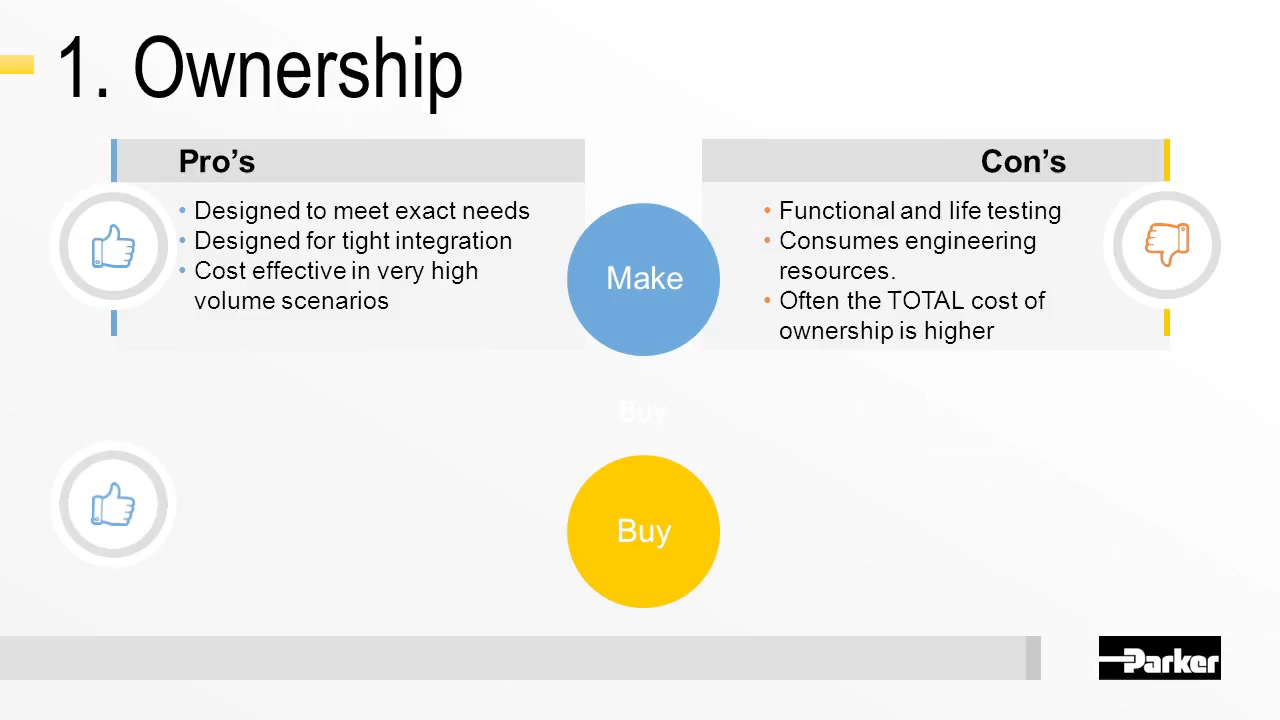 1. Ownership
Pro’s
• Designed to meet exact needs
• Designed for tight integration
• Cost effective in very high
volume scenarios
Make
Con’s
• Functional and life testing
• Consumes engineering
resources.
• Often the TOTAL cost of
ownership is higher
Buy
Buy
Parker